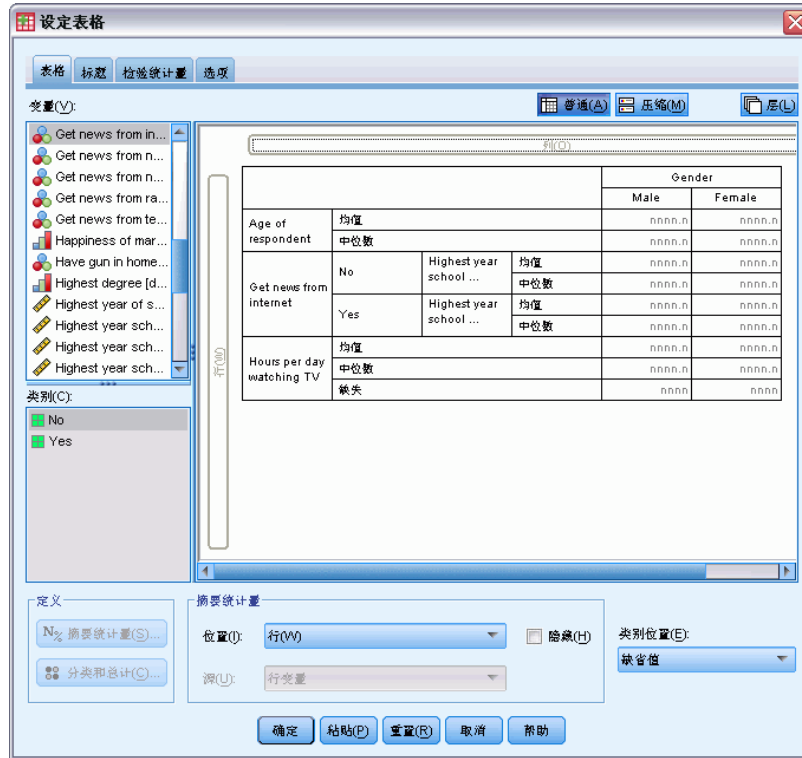 设定表格
表格 标题 检验统计量 选项
变量(V):
普通(A) 压缩(M) 层(L)
Get news from in...
Get news from n...
Get news from n...
Get news from ra...
Get news from te...
Happiness of mar...
Have gun in home...
Highest degree [d...
Highest year of s...
Highest year sch...
Highest year sch...
Highest year sch...
类别(C):
No
Yes
列(O)
行(W)
Gender
Male Female
Age of respondent 均值 nnnn.n nnnn.n
中位数 nnnn.n nnnn.n
Get news from internet No Highest year school ... 均值 nnnn.n nnnn.n
中位数 nnnn.n nnnn.n
Yes Highest year school ... 均值 nnnn.n nnnn.n
中位数 nnnn.n nnnn.n
Hours per day watching TV 均值 nnnn.n nnnn.n
中位数 nnnn.n nnnn.n
缺失 nnnn nnnn
定义
N% 摘要统计量(S)...
分类和总计(C)...
摘要统计量
位置(I): 行(W) 隐藏(H)
源(U): 行变量
类别位置(E):
缺省值
确定 粘贴(P) 重置(R) 取消 帮助